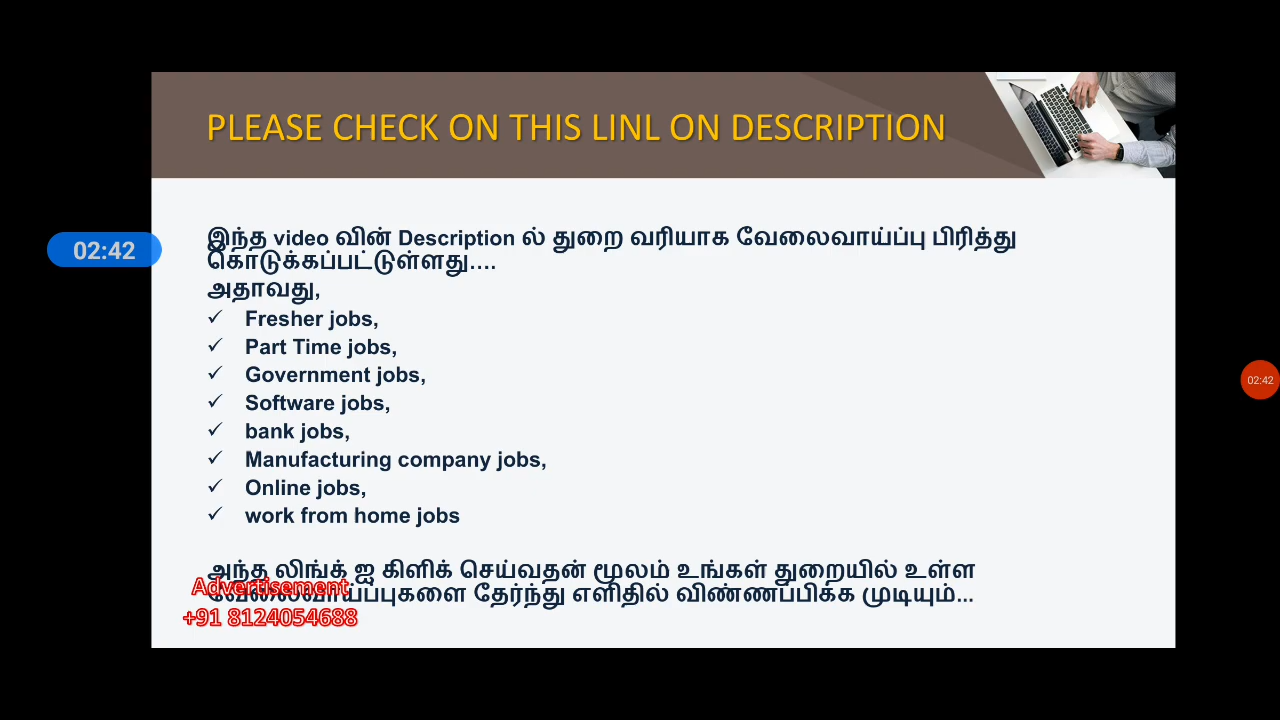 PLEASE CHECK ON THIS LINL ON DESCRIPTION
இந்த video வின் Description ல் துறை வரியாக வேலைவாய்ப்பு பிரித்து
கொடுக்கப்பட்டுள்ளது....
அதாவது,
✓ Fresher jobs,
✓ Part Time jobs,
✓ Government jobs,
✓ Software jobs,
✓ bank jobs,
✓ Manufacturing company jobs,
✓ Online jobs,
✓ work from home jobs
அந்த லிங்க் ஐ கிளிக் செய்வதன் மூலம் உங்கள் துறையில் உள்ள
வேலைவாய்ப்புகளை தேர்ந்து எளிதில் விண்ணப்பிக்க முடியும்...
Advertisement
+91 8124054688
02:42
02:42